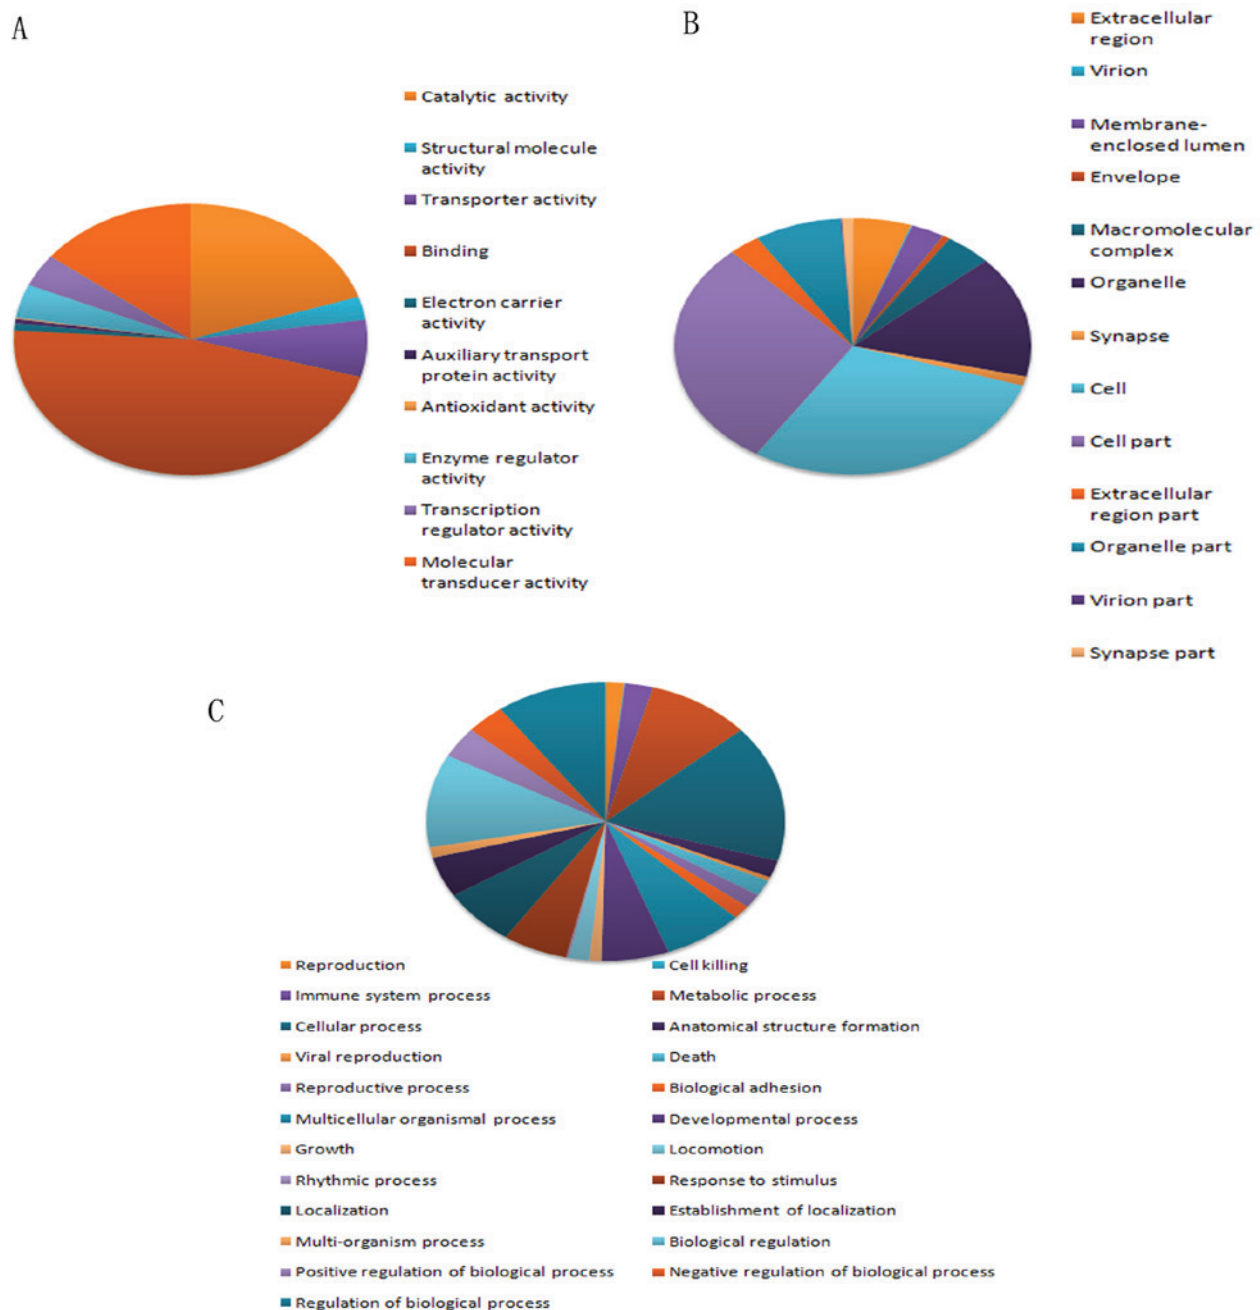 A
Catalytic activity
Structural molecule
activity
Transporter activity
Binding
Electron carrier
activity
Auxiliary transport
protein activity
Antioxidant activity
Enzyme regulator
activity
Transcription
regulator activity
Molecular
transducer activity
B
Extracellular
region
Virion
Membrane-
enclosed lumen
Envelope
Macromolecular
complex
Organelle
Synapse
Cell
Cell part
Extracellular
region part
Organelle part
Virion part
Synapse part
C
Reproduction
Cell killing
Immune system process
Metabolic process
Cellular process
Anatomical structure formation
Viral reproduction
Death
Reproductive process
Biological adhesion
Multicellular organismal process
Developmental process
Growth
Locomotion
Rhythmic process
Response to stimulus
Localization
Establishment of localization
Multi-organism process
Biological regulation
Positive regulation of biological process
Negative regulation of biological process
Regulation of biological process